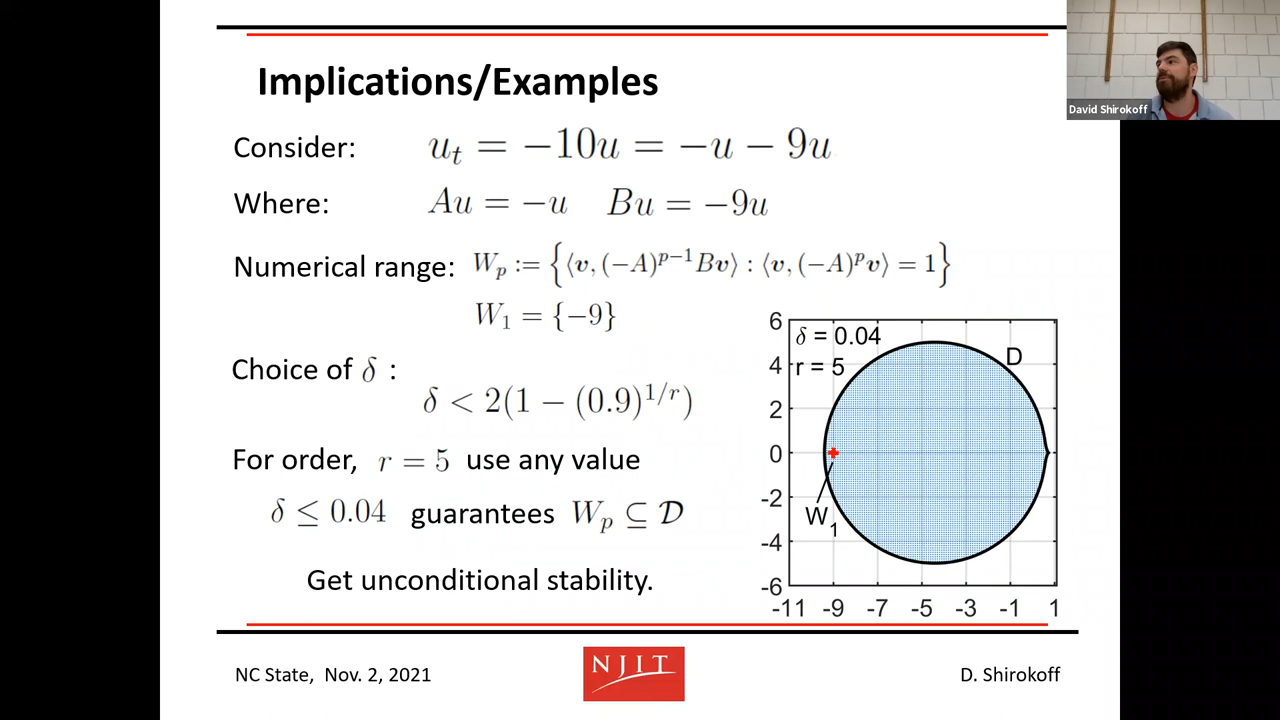 Implications/Examples
David Shirokoff
Consider: u_t = −10u = −u − 9u
Where: Au = −u Bu = −9u
Numerical range: W_p := {⟨v, (−A)^{p−1}Bv⟩ : ⟨v, (−A)^p v⟩ = 1}
W_1 = {−9}
Choice of δ :
δ < 2(1 − (0.9)^{1/r})
For order, r = 5 use any value
δ ≤ 0.04 guarantees W_p ⊆ 𝒟
Get unconditional stability.
δ = 0.04
r = 5
D
W_1
6
4
2
0
-2
-4
-6
-11 -9 -7 -5 -3 -1 1
NC State, Nov. 2, 2021
NJIT
D. Shirokoff